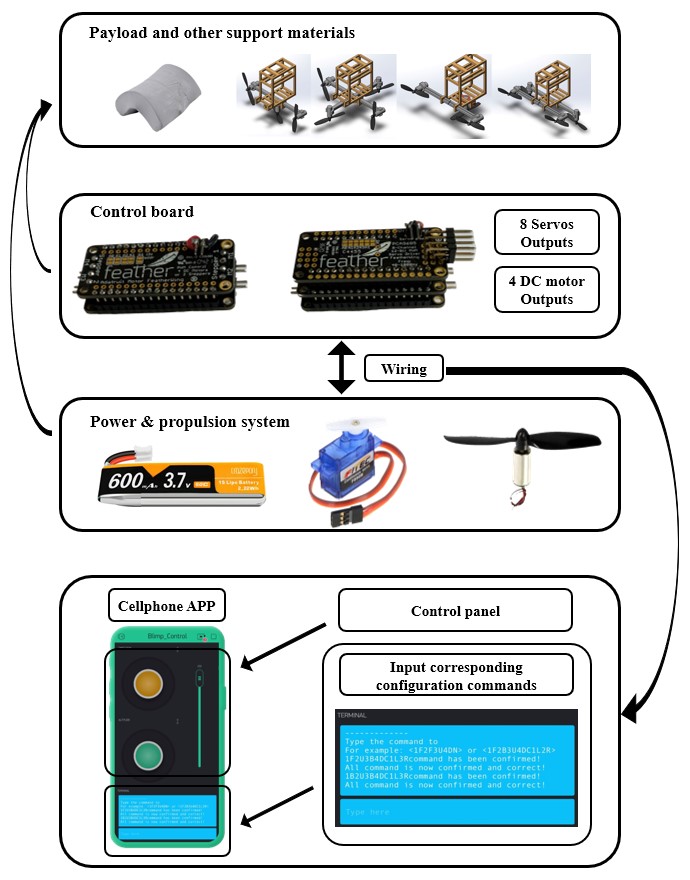 Payload and other support materials
Control board
8 Servos
Outputs
4 DC motor
Outputs
feather
feather
Wiring
Power & propulsion system
600 3.7v
1S Lipo Battery
2.22Wh
Cellphone APP
Control panel
Blimp_Control
Input corresponding
configuration commands
TERMINAL
-------------
Type the command to
For example: <1F2F3U4DN> or <1F2B3U4DC1L2R>
1F2U3B4DC1L3Rcommand has been confirmed!
All command is now confirmed and correct!
1B2U3B4DC1L3Rcommand has been confirmed!
All command is now confirmed and correct!
Type here